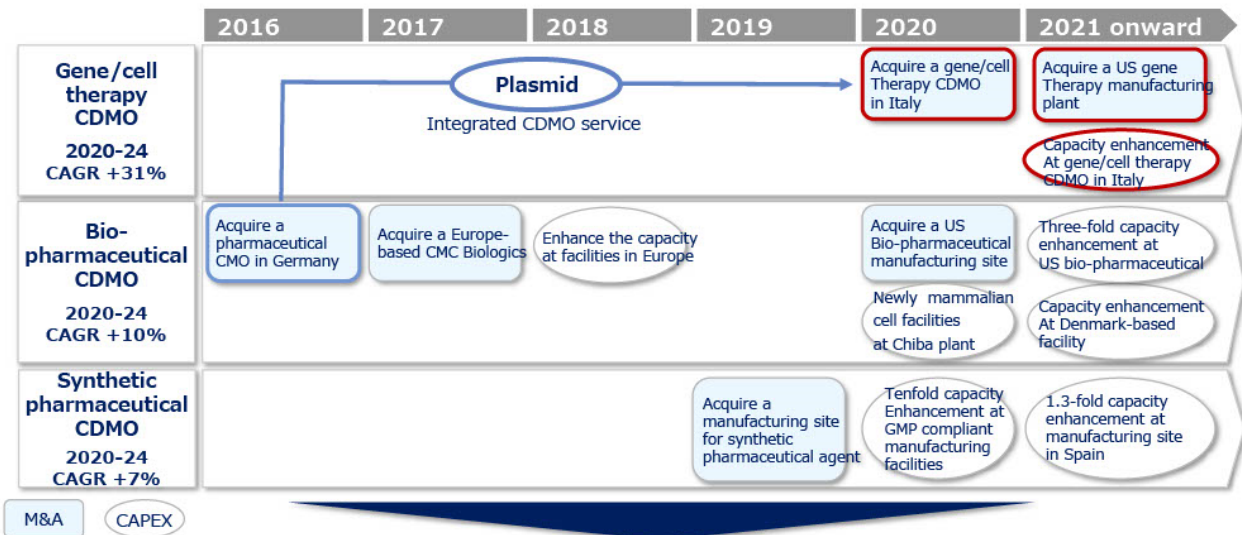 2016 2017 2018 2019 2020 2021 onward
Gene/cell
therapy
CDMO
2020-24
CAGR +31%
Plasmid
Integrated CDMO service
Acquire a gene/cell
Therapy CDMO
in Italy
Acquire a US gene
Therapy manufacturing
plant
Capacity enhancement
At gene/cell therapy
CDMO in Italy
Bio-
pharmaceutical
CDMO
2020-24
CAGR +10%
Acquire a
pharmaceutical
CMO in Germany
Acquire a Europe-
based CMC Biologics
Enhance the capacity
at facilities in Europe
Acquire a US
Bio-pharmaceutical
manufacturing site
Newly mammalian
cell facilities
at Chiba plant
Three-fold capacity
enhancement at
US bio-pharmaceutical
Capacity enhancement
At Denmark-based
facility
Synthetic
pharmaceutical
CDMO
2020-24
CAGR +7%
Acquire a
manufacturing site
for synthetic
pharmaceutical agent
Tenfold capacity
Enhancement at
GMP compliant
manufacturing
facilities
1.3-fold capacity
enhancement at
manufacturing site
in Spain
M&A
CAPEX